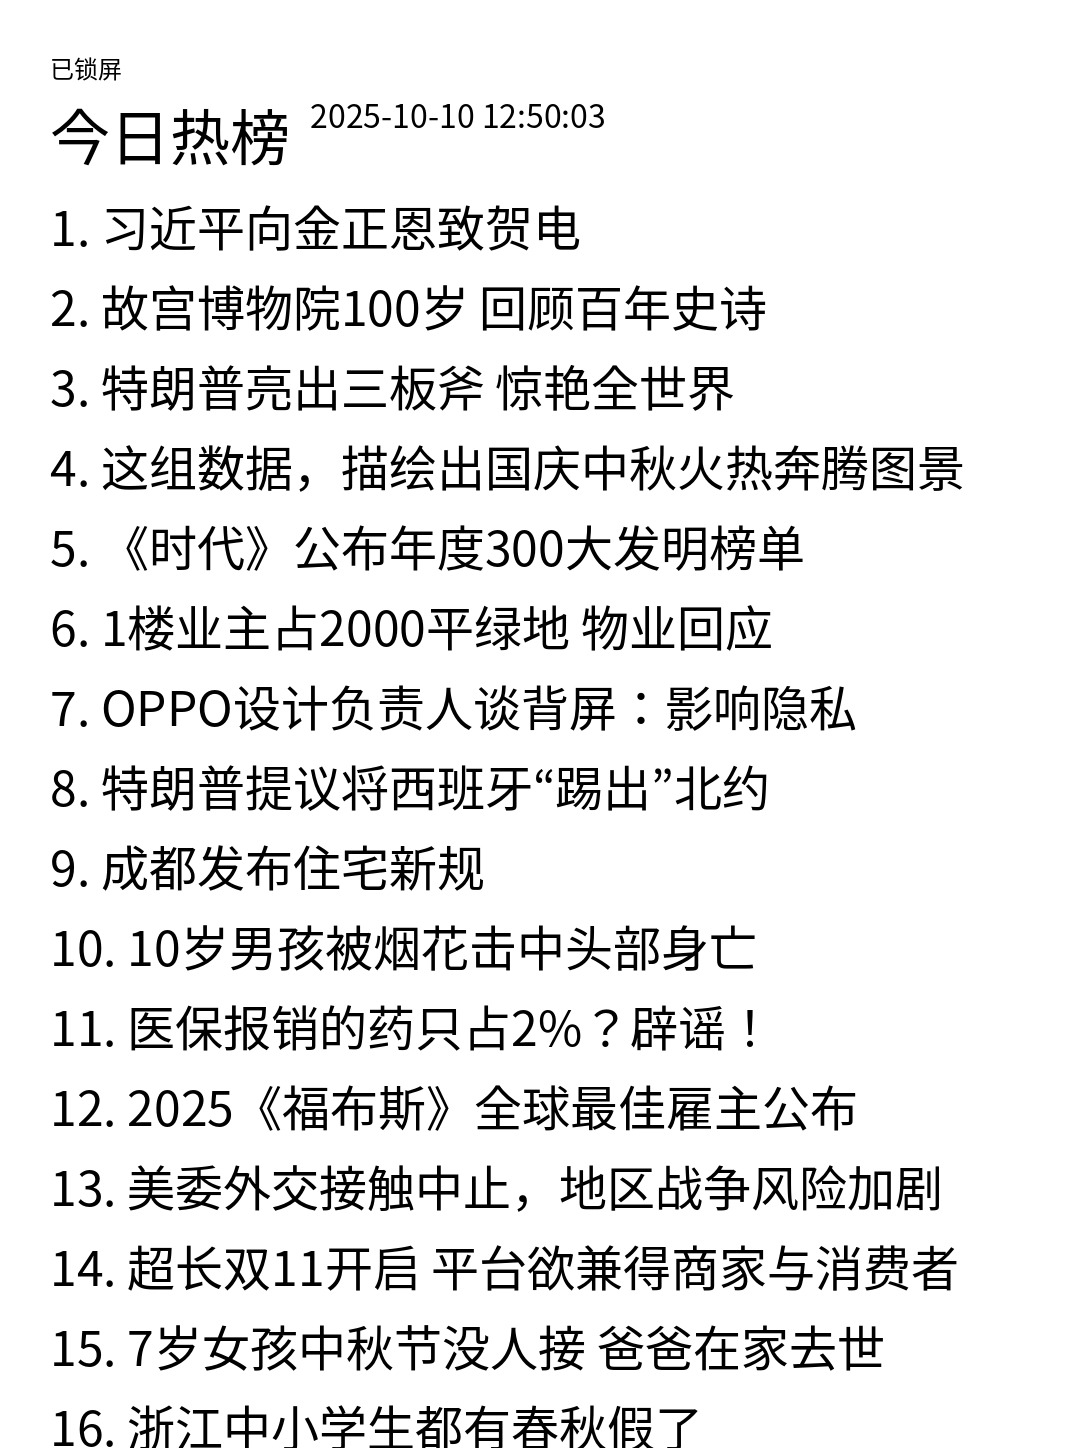 已锁屏
今日热榜 2025-10-10 12:50:03
1. 习近平向金正恩致贺电
2. 故宫博物院100岁 回顾百年史诗
3. 特朗普亮出三板斧 惊艳全世界
4. 这组数据，描绘出国庆中秋火热奔腾图景
5. 《时代》公布年度300大发明榜单
6. 1楼业主占2000平绿地 物业回应
7. OPPO设计负责人谈背屏：影响隐私
8. 特朗普提议将西班牙“踢出”北约
9. 成都发布住宅新规
10. 10岁男孩被烟花击中头部身亡
11. 医保报销的药只占2%？辟谣！
12. 2025《福布斯》全球最佳雇主公布
13. 美委外交接触中止，地区战争风险加剧
14. 超长双11开启 平台欲兼得商家与消费者
15. 7岁女孩中秋节没人接 爸爸在家去世
16. 浙江中小学生都有春秋假了